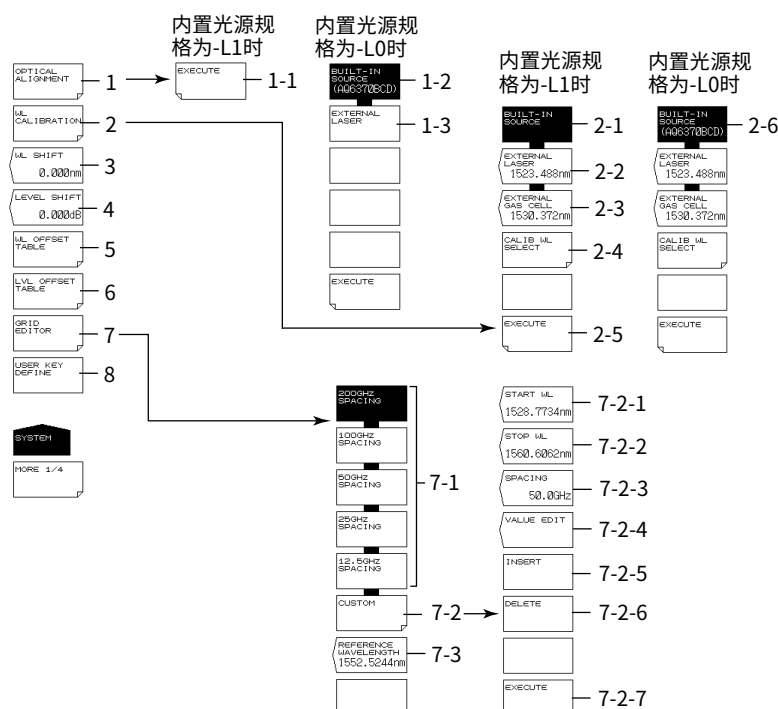 内置光源规
格为-L1时
内置光源规
格为-L0时
内置光源规
格为-L1时
内置光源规
格为-L0时
OPTICAL
ALIGNMENT
1
WL
CALIBRATION
2
WL SHIFT
0.000nm
3
LEVEL SHIFT
0.000dB
4
WL OFFSET
TABLE
5
LVL OFFSET
TABLE
6
GRID
EDITOR
7
USER KEY
DEFINE
8
SYSTEM
MORE 1/4
EXECUTE
1-1
BUILT-IN
SOURCE
(AQ6370BCD)
1-2
EXTERNAL
LASER
1-3
EXECUTE
BUILT-IN
SOURCE
2-1
EXTERNAL
LASER
1523.488nm
2-2
EXTERNAL
GAS CELL
1530.372nm
2-3
CALIB WL
SELECT
2-4
EXECUTE
2-5
BUILT-IN
SOURCE
(AQ6370BCD)
2-6
EXTERNAL
LASER
1523.488nm
EXTERNAL
GAS CELL
1530.372nm
CALIB WL
SELECT
EXECUTE
200GHz
SPACING
100GHz
SPACING
50GHz
SPACING
25GHz
SPACING
12.5GHz
SPACING
7-1
CUSTOM
7-2
REFERENCE
WAVELENGTH
1552.5244nm
7-3
START WL
1528.7734nm
7-2-1
STOP WL
1560.6062nm
7-2-2
SPACING
50.0GHz
7-2-3
VALUE EDIT
7-2-4
INSERT
7-2-5
DELETE
7-2-6
EXECUTE
7-2-7